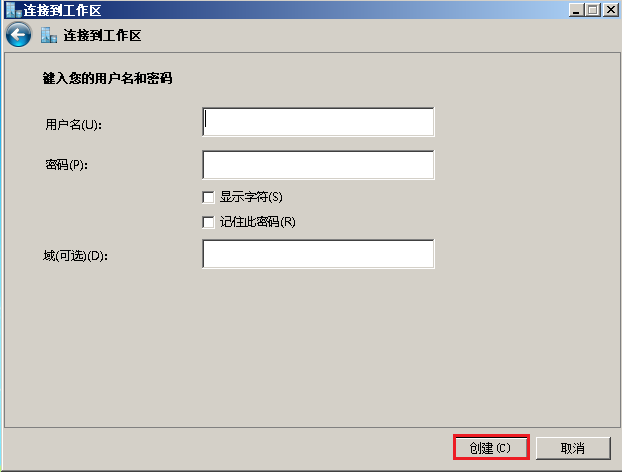 连接到工作区
连接到工作区
键入您的用户名和密码
用户名(U):
密码(P):
显示字符(S)
记住此密码(R)
域(可选)(D):
创建(C)
取消